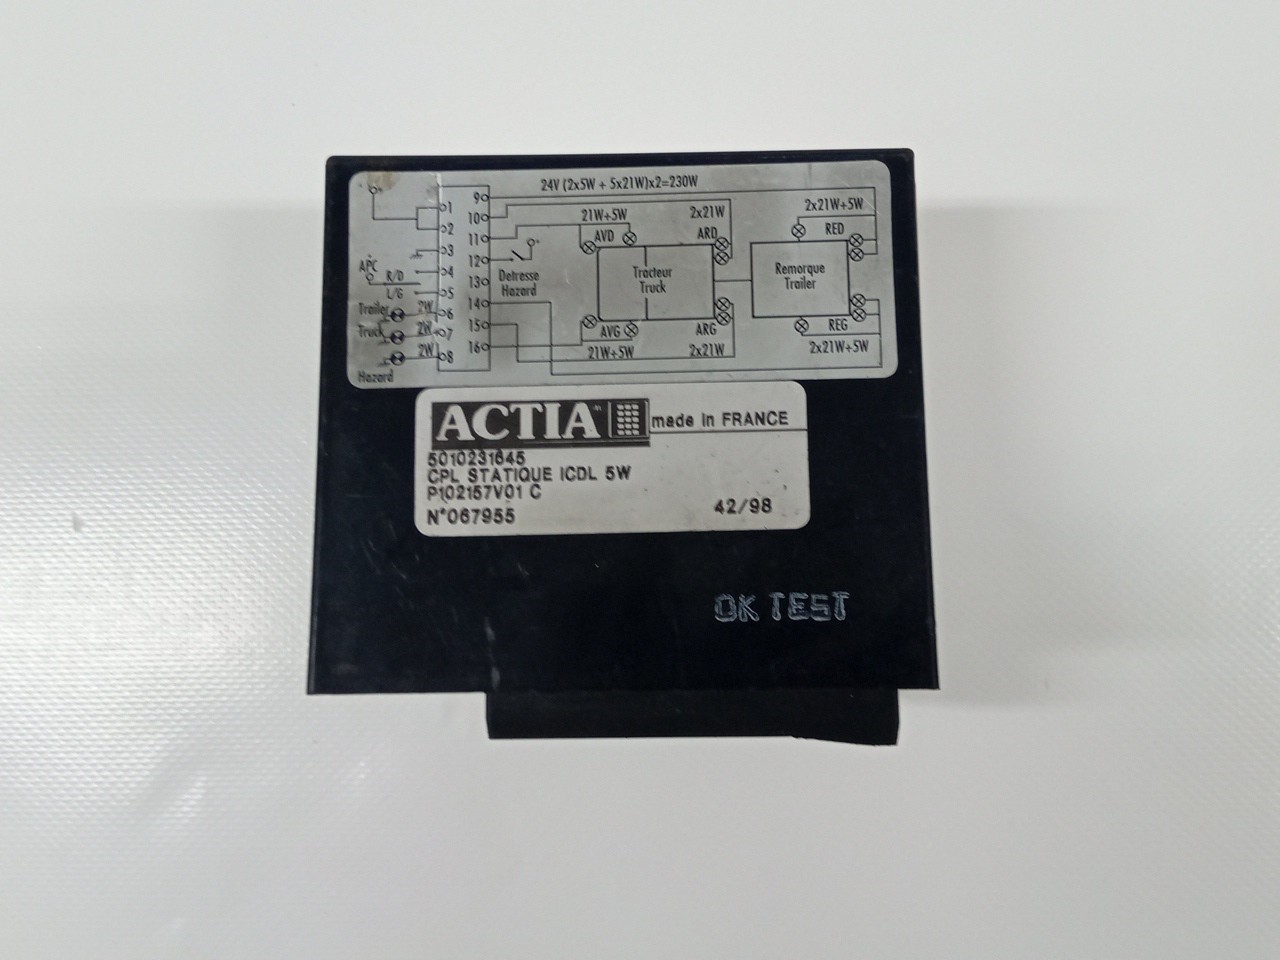 24V (2x5W + 5x21W)x2=230W
+
1
2
3
4
5
6
7
8
9
10
11
12
13
14
15
16
APC
R/D
L/G
Trailer
2W
Truck
2W
2W
Hazard
+
Detresse
Hazard
21W+5W
AVD
2x21W
ARD
Tracteur
Truck
AVG
21W+5W
ARG
2x21W
2x21W+5W
RED
Remorque
Trailer
REG
2x21W+5W
ACTIA
made in FRANCE
5010231645
CPL STATIQUE ICDL 5W
P102157V01 C
N°067955
42/98
OK TEST